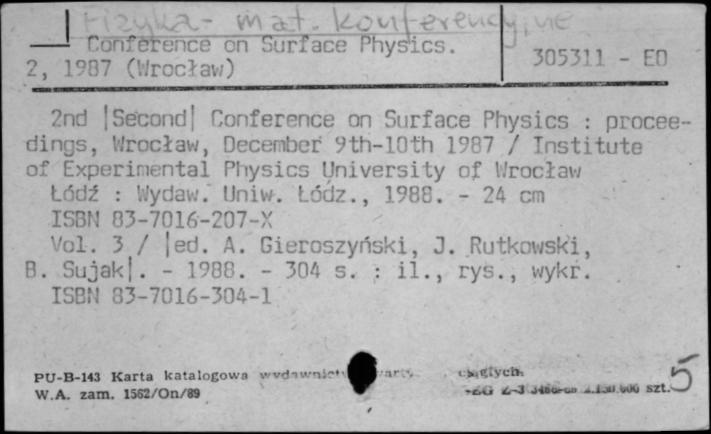 Fizyka - mat. konferencyjne
Conference on Surface Physics.
2, 1987 (Wrocław)
305311 - EO
2nd |Second| Conference on Surface Physics : procee-
dings, Wrocław, December 9th-10th 1987 / Institute
of Experimental Physics University of Wrocław
Łódź : Wydaw. Uniw. Łódz., 1988. - 24 cm
ISBN 83-7016-207-X
Vol. 3 / |ed. A. Gieroszyński, J. Rutkowski,
B. Sujak|. - 1988. - 304 s. : il., rys., wykr.
ISBN 83-7016-304-1
PU-B-143 Karta katalogowa ciągłych.
W.A. zam. 1562/On/89 szt. 5